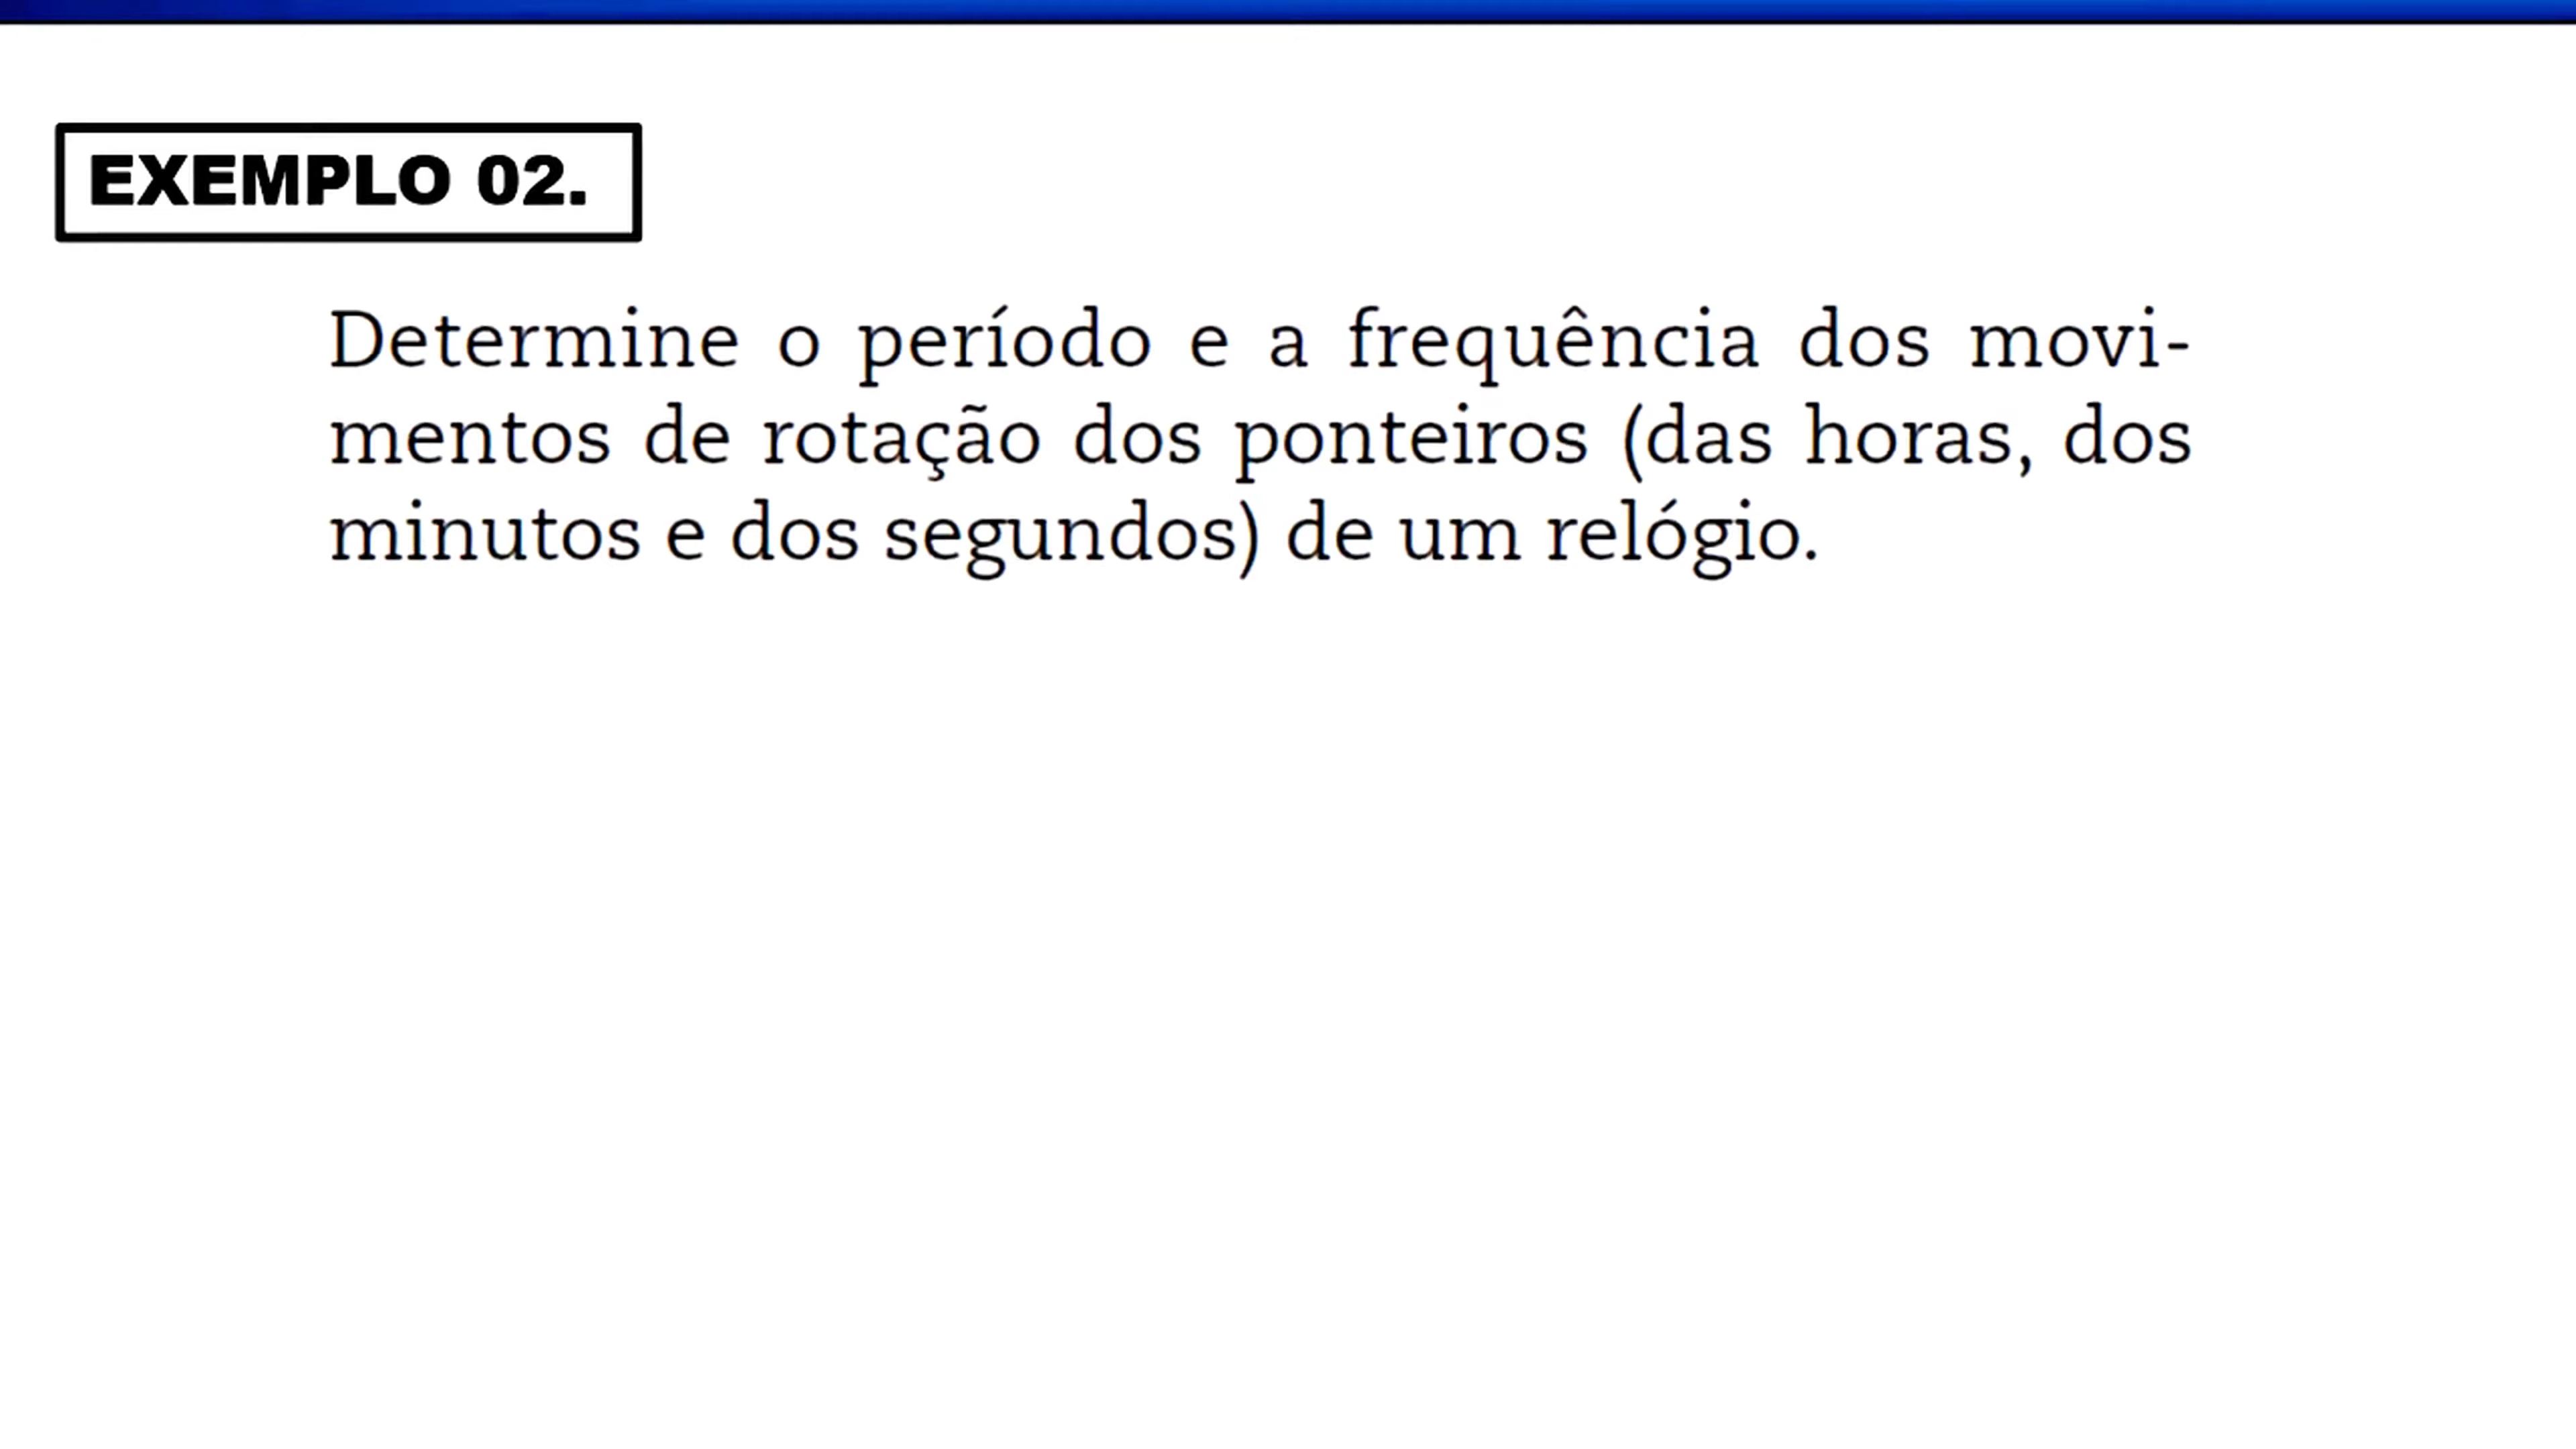 EXEMPLO 02.
Determine o período e a frequência dos movi-
mentos de rotação dos ponteiros (das horas, dos
minutos e dos segundos) de um relógio.